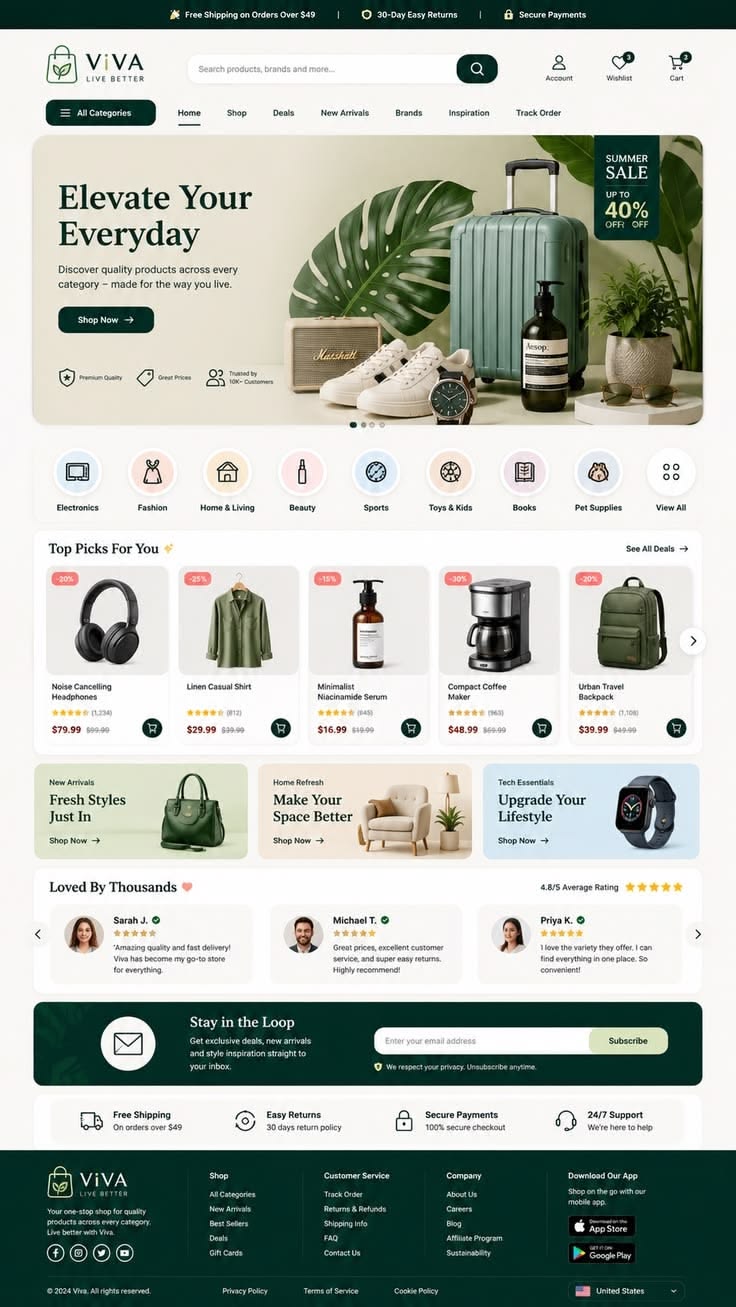 Free Shipping on Orders Over $49 | 30-Day Easy Returns | Secure Payments
ViVA
LIVE BETTER
Search products, brands and more...
Account
3
Wishlist
Cart
All Categories
Home Shop Deals New Arrivals Brands Inspiration Track Order
Elevate Your
Everyday
Discover quality products across every
category – made for the way you live.
Shop Now →
Premium Quality
Great Prices
Trusted by
10K+ Customers
SUMMER
SALE
UP TO
40%
OFF OFF
Marshall
Aesop.
Electronics
Fashion
Home & Living
Beauty
Sports
Toys & Kids
Books
Pet Supplies
View All
Top Picks For You
See All Deals →
-20%
Noise Cancelling
Headphones
(1,234)
$79.99 $99.99
-25%
Linen Casual Shirt
(812)
$29.99 $39.99
-15%
Minimalist
Niacinamide Serum
(645)
$16.99 $19.99
-30%
Compact Coffee
Maker
(963)
$48.99 $69.99
-20%
Urban Travel
Backpack
(1,108)
$39.99 $49.99
New Arrivals
Fresh Styles
Just In
Shop Now →
Home Refresh
Make Your
Space Better
Shop Now →
Tech Essentials
Upgrade Your
Lifestyle
Shop Now →
Loved By Thousands
4.8/5 Average Rating
Sarah J.
"Amazing quality and fast delivery!
Viva has become my go-to store
for everything.
Michael T.
Great prices, excellent customer
service, and super easy returns.
Highly recommend!
Priya K.
I love the variety they offer. I can
find everything in one place. So
convenient!
Stay in the Loop
Get exclusive deals, new arrivals
and style inspiration straight to
your inbox.
Enter your email address
Subscribe
We respect your privacy. Unsubscribe anytime.
Free Shipping
On orders over $49
Easy Returns
30 days return policy
Secure Payments
100% secure checkout
24/7 Support
We're here to help
ViVA
LIVE BETTER
Your one-stop shop for quality
products across every category.
Live better with Viva.
Shop
All Categories
New Arrivals
Best Sellers
Deals
Gift Cards
Customer Service
Track Order
Returns & Refunds
Shipping Info
FAQ
Contact Us
Company
About Us
Careers
Blog
Affiliate Program
Sustainability
Download Our App
Shop on the go with our
mobile app.
Download on the
App Store
GET IT ON
Google Play
© 2024 Viva. All rights reserved.
Privacy Policy
Terms of Service
Cookie Policy
United States